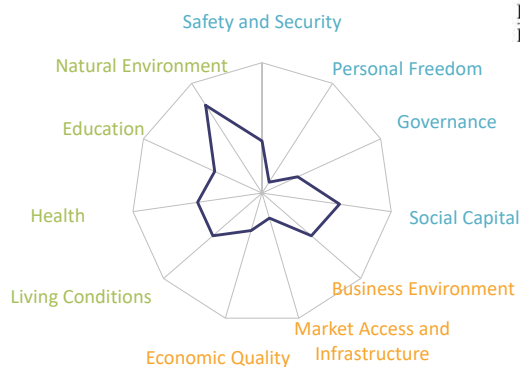 Safety and Security
Natural Environment
Personal Freedom
Education
Governance
Health
Social Capital
Living Conditions
Business Environment
Market Access and
Infrastructure
Economic Quality